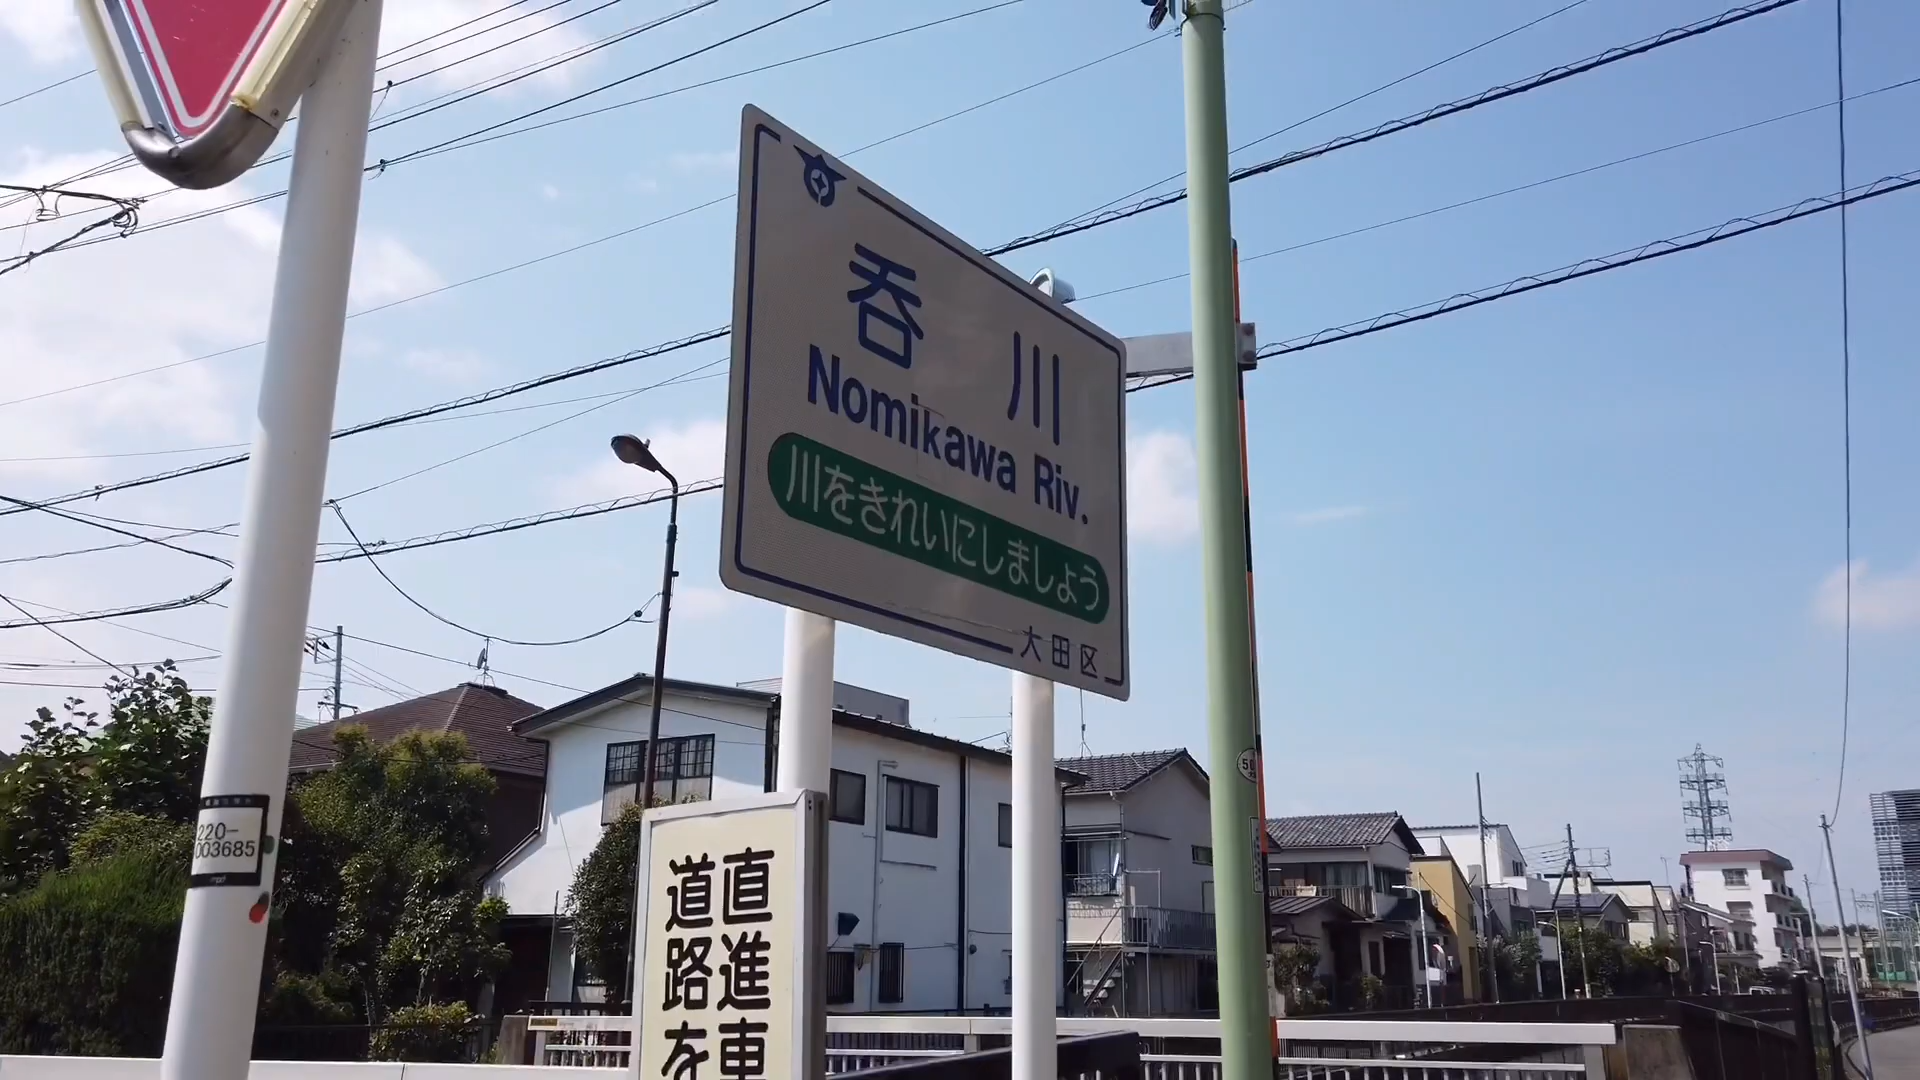 呑川
Nomikawa Riv.
川をきれいにしましょう
大田区
直進車
道路を
220-
003685